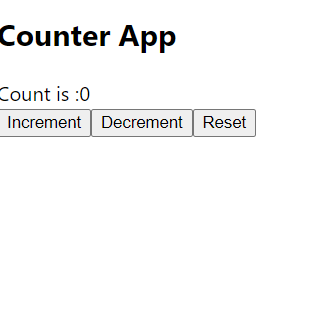 Counter App
Count is :0
Increment Decrement Reset